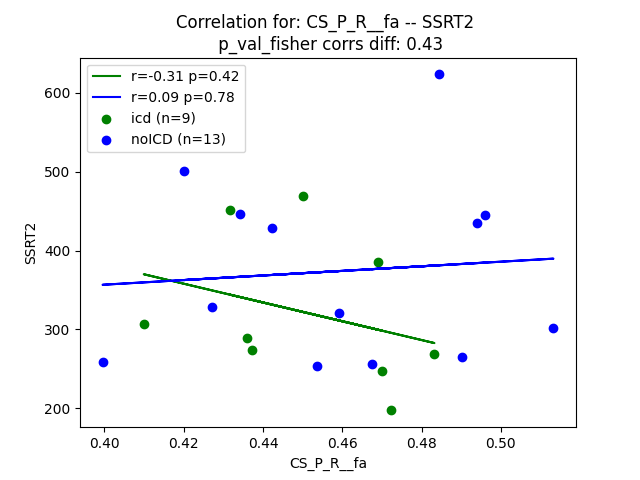 Correlation for: CS_P_R__fa -- SSRT2
p_val_fisher corrs diff: 0.43
r=-0.31 p=0.42
r=0.09 p=0.78
icd (n=9)
noICD (n=13)
SSRT2
600
500
400
300
200
0.40 0.42 0.44 0.46 0.48 0.50
CS_P_R__fa